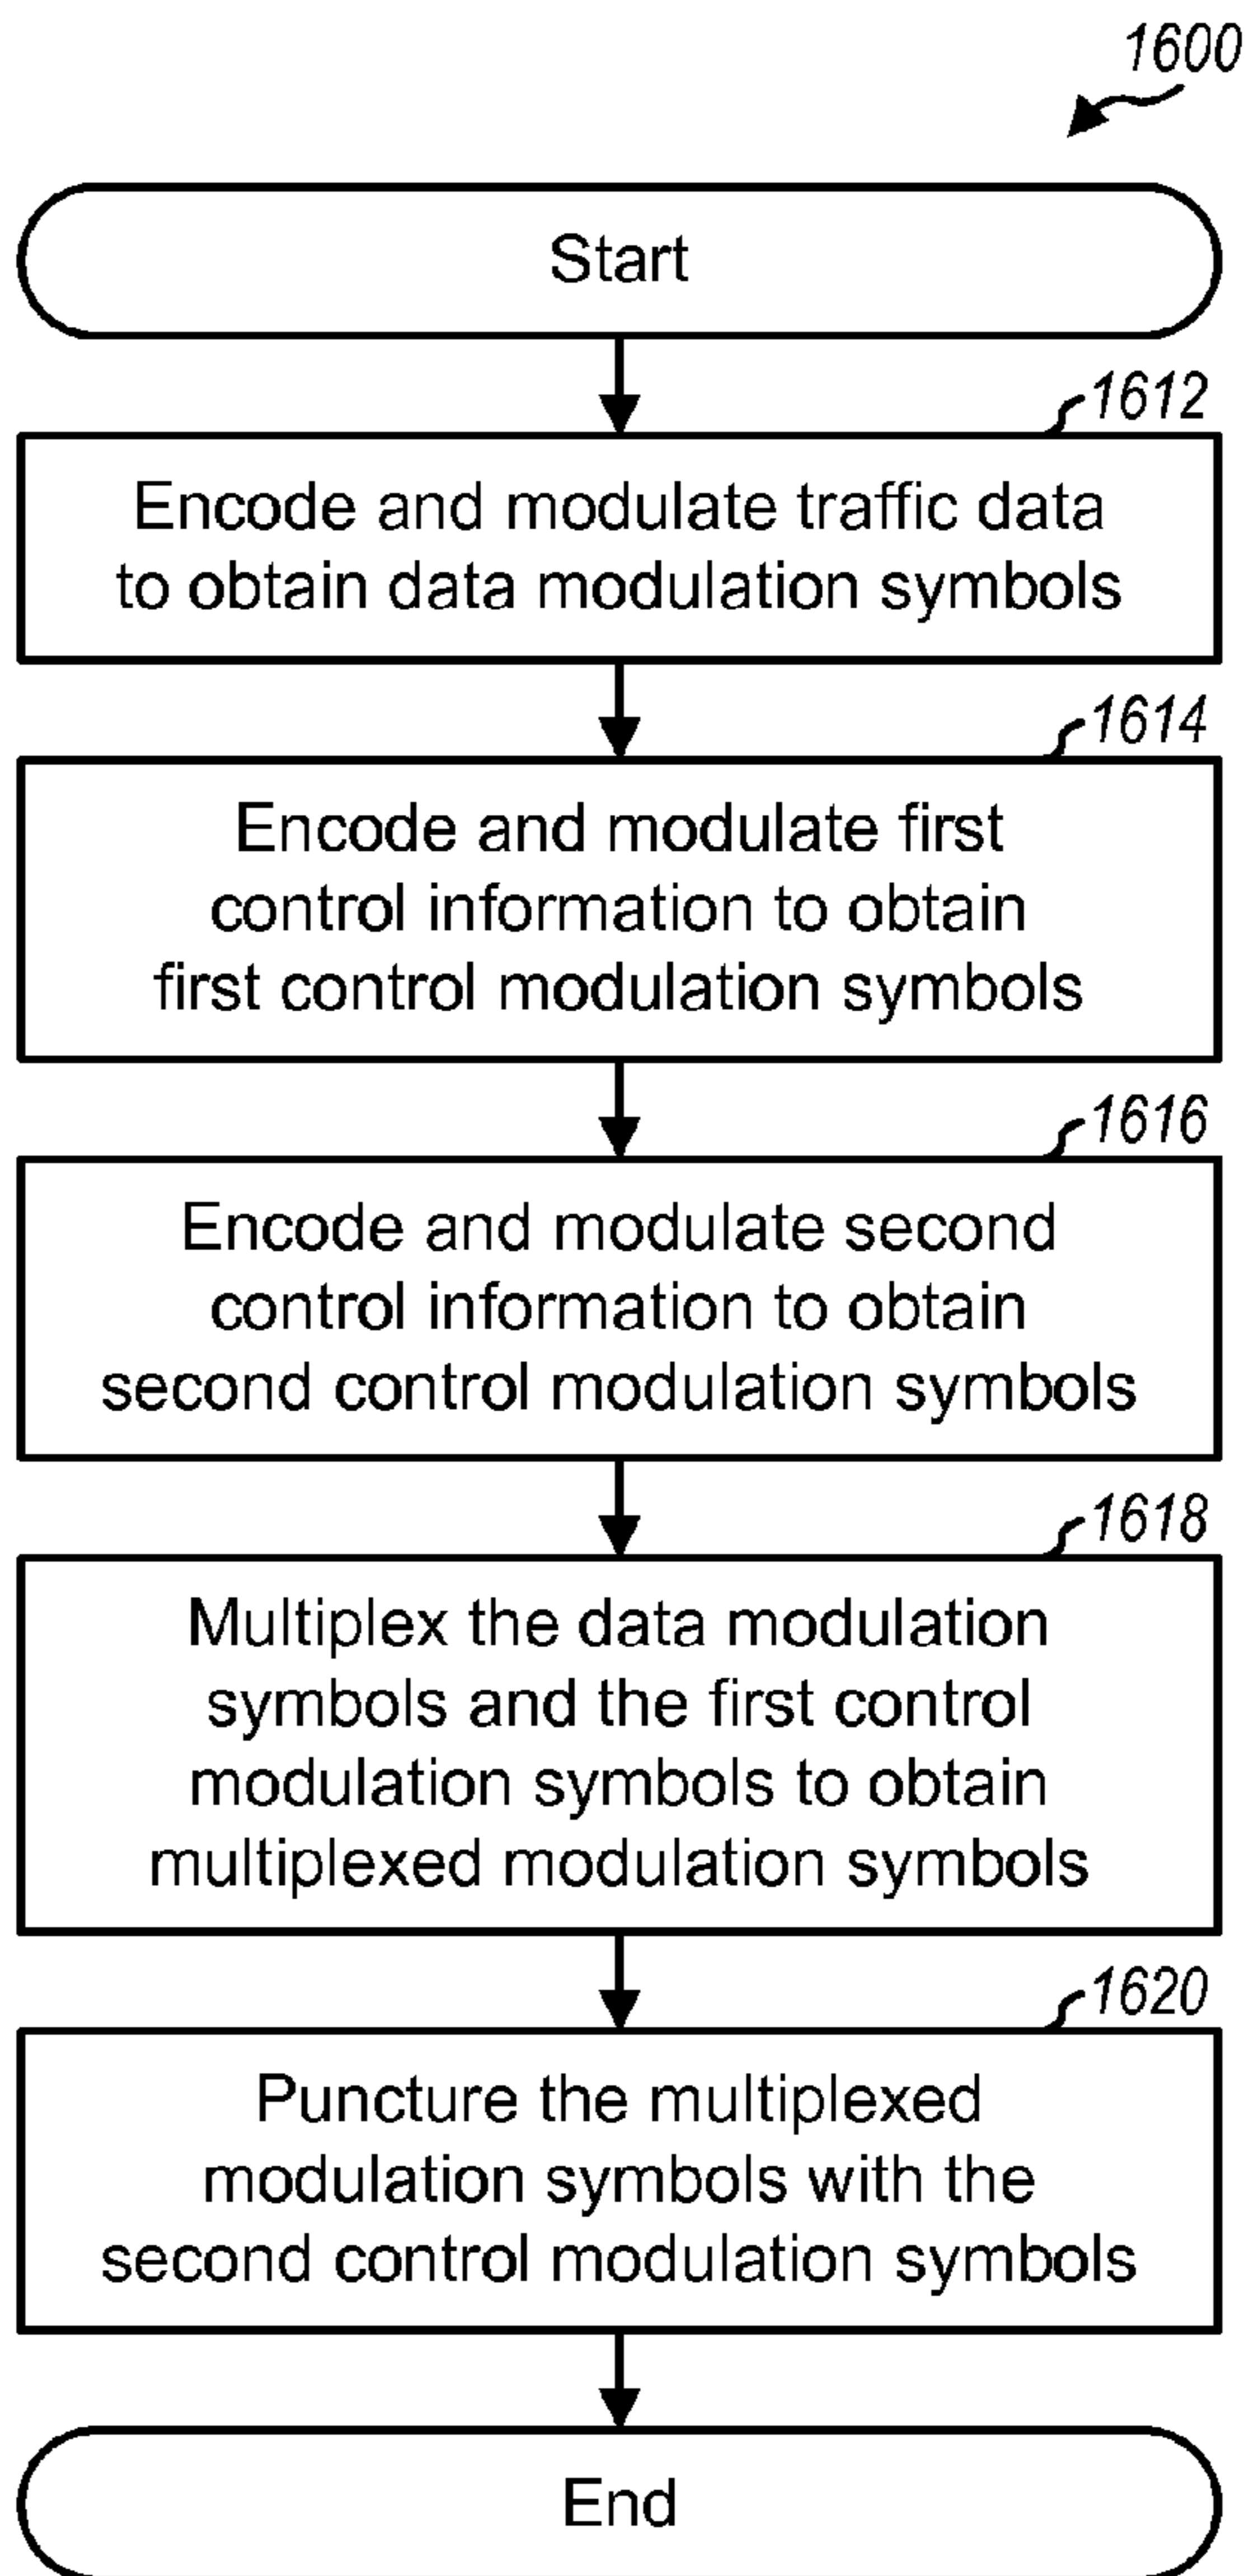 1600
Start
1612
Encode and modulate traffic data
to obtain data modulation symbols
1614
Encode and modulate first
control information to obtain
first control modulation symbols
1616
Encode and modulate second
control information to obtain
second control modulation symbols
1618
Multiplex the data modulation
symbols and the first control
modulation symbols to obtain
multiplexed modulation symbols
1620
Puncture the multiplexed
modulation symbols with the
second control modulation symbols
End